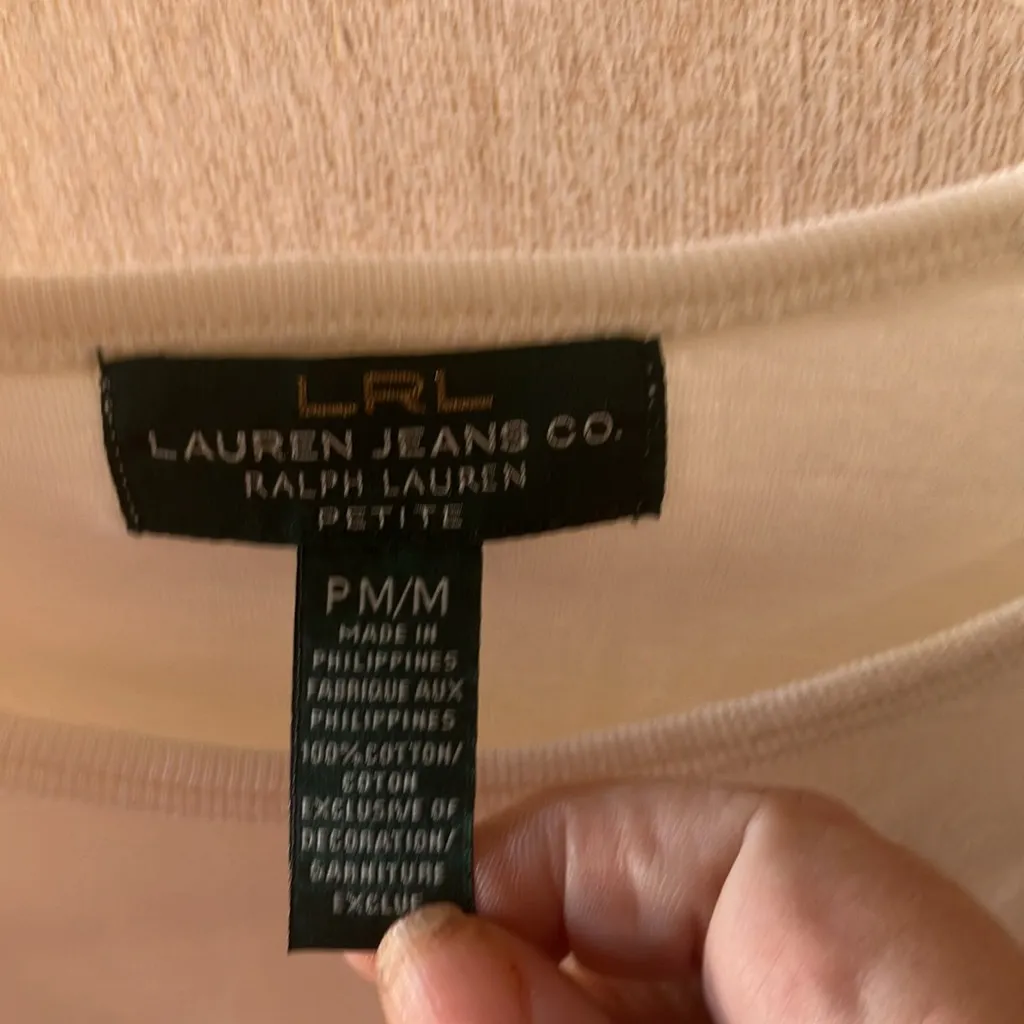 LRL
LAUREN JEANS CO.
RALPH LAUREN
PETITE
PM/M
MADE IN
PHILIPPINES
FABRIQUE AUX
PHILIPPINES
100% COTTON/
COTON
EXCLUSIVE OF
DECORATION/
GARNITURE
EXCLUE